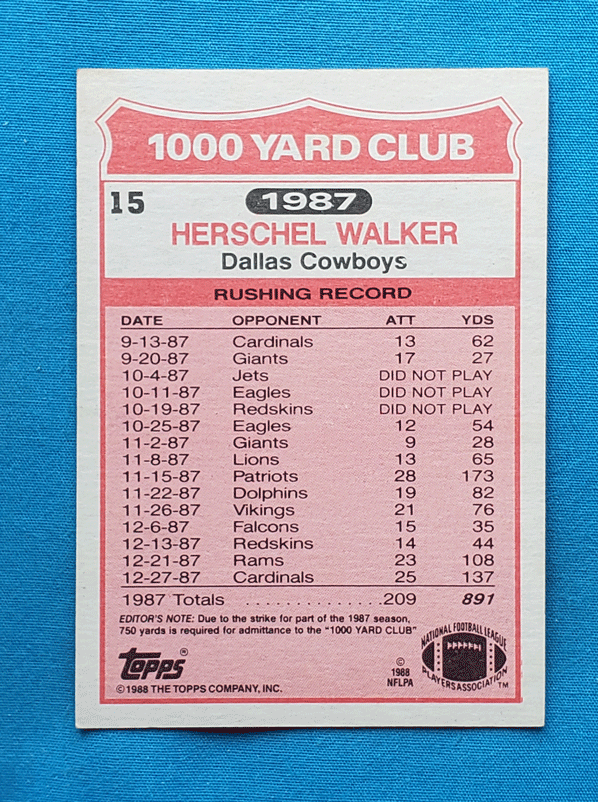 1000 YARD CLUB
15
1987
HERSCHEL WALKER
Dallas Cowboys
RUSHING RECORD
DATE OPPONENT ATT YDS
9-13-87 Cardinals 13 62
9-20-87 Giants 17 27
10-4-87 Jets DID NOT PLAY
10-11-87 Eagles DID NOT PLAY
10-19-87 Redskins DID NOT PLAY
10-25-87 Eagles 12 54
11-2-87 Giants 9 28
11-8-87 Lions 13 65
11-15-87 Patriots 28 173
11-22-87 Dolphins 19 82
11-26-87 Vikings 21 76
12-6-87 Falcons 15 35
12-13-87 Redskins 14 44
12-21-87 Rams 23 108
12-27-87 Cardinals 25 137
1987 Totals .............209 891
EDITOR'S NOTE: Due to the strike for part of the 1987 season,
750 yards is required for admittance to the "1000 YARD CLUB"
TOPPS®
©1988 THE TOPPS COMPANY, INC.
©
1988
NFLPA
NATIONAL FOOTBALL LEAGUE
PLAYERS ASSOCIATION™